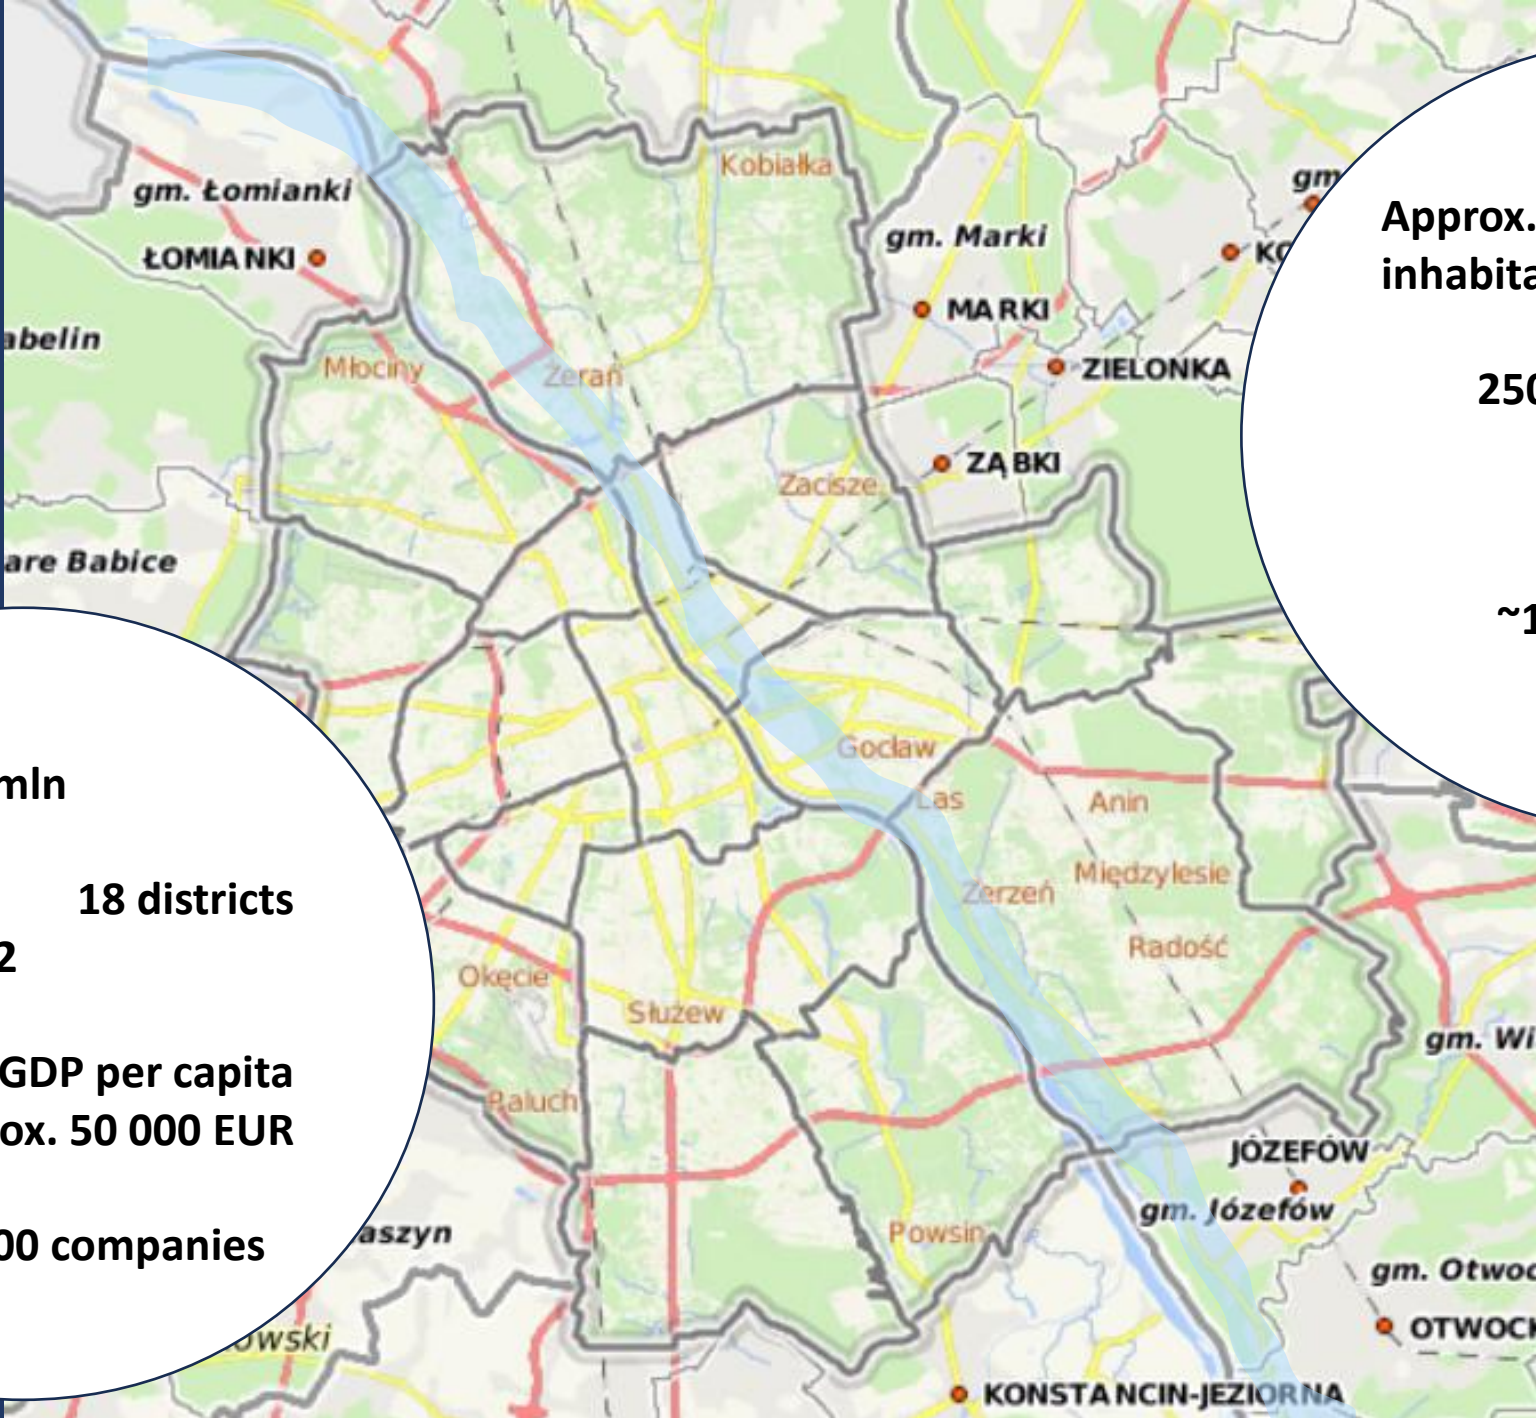 Kobiałka
gm. Łomianki
gm
Approx.
inhabita
gm. Marki
ŁOMIANKI
KO
MARKI
abelin
Młociny
Żerań
ZIELONKA
250
ZĄBKI
Zacisze
are Babice
~1
mln
Gocław
Las
Anin
18 districts
Międzylesie
Zerzeń
2
Radość
Okęcie
Służew
gm. Wi
GDP per capita
Paluch
ox. 50 000 EUR
JÓZEFÓW
gm. Józefów
aszyn
Powsin
00 companies
gm. Otwoc
OTWOCK
owski
KONSTANCIN-JEZIORNA